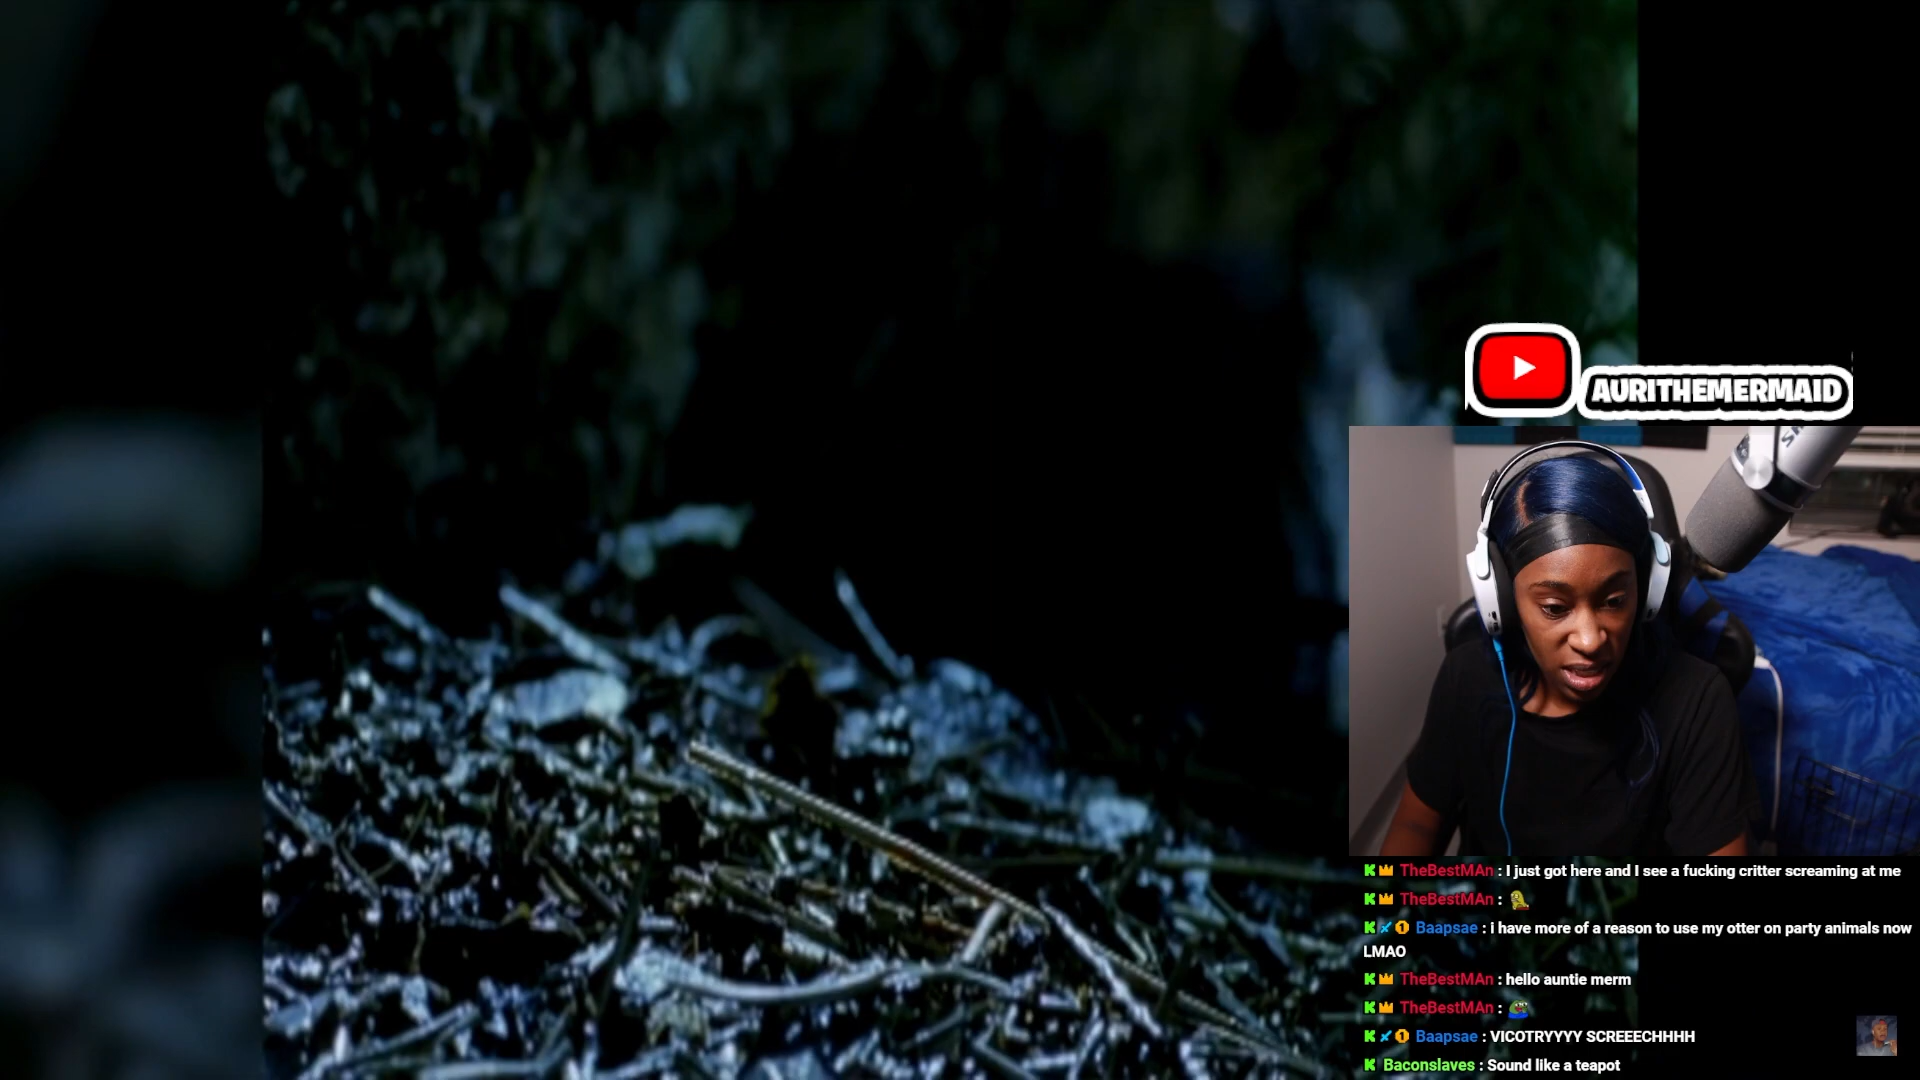 AURITHEMERMAID
TheBestMAn : I just got here and I see a fucking critter screaming at me
TheBestMAn :
Baapsae : i have more of a reason to use my otter on party animals now
LMAO
TheBestMAn : hello auntie merm
TheBestMAn :
Baapsae : VICOTRYYYY SCREEECHHHH
Baconslaves : Sound like a teapot